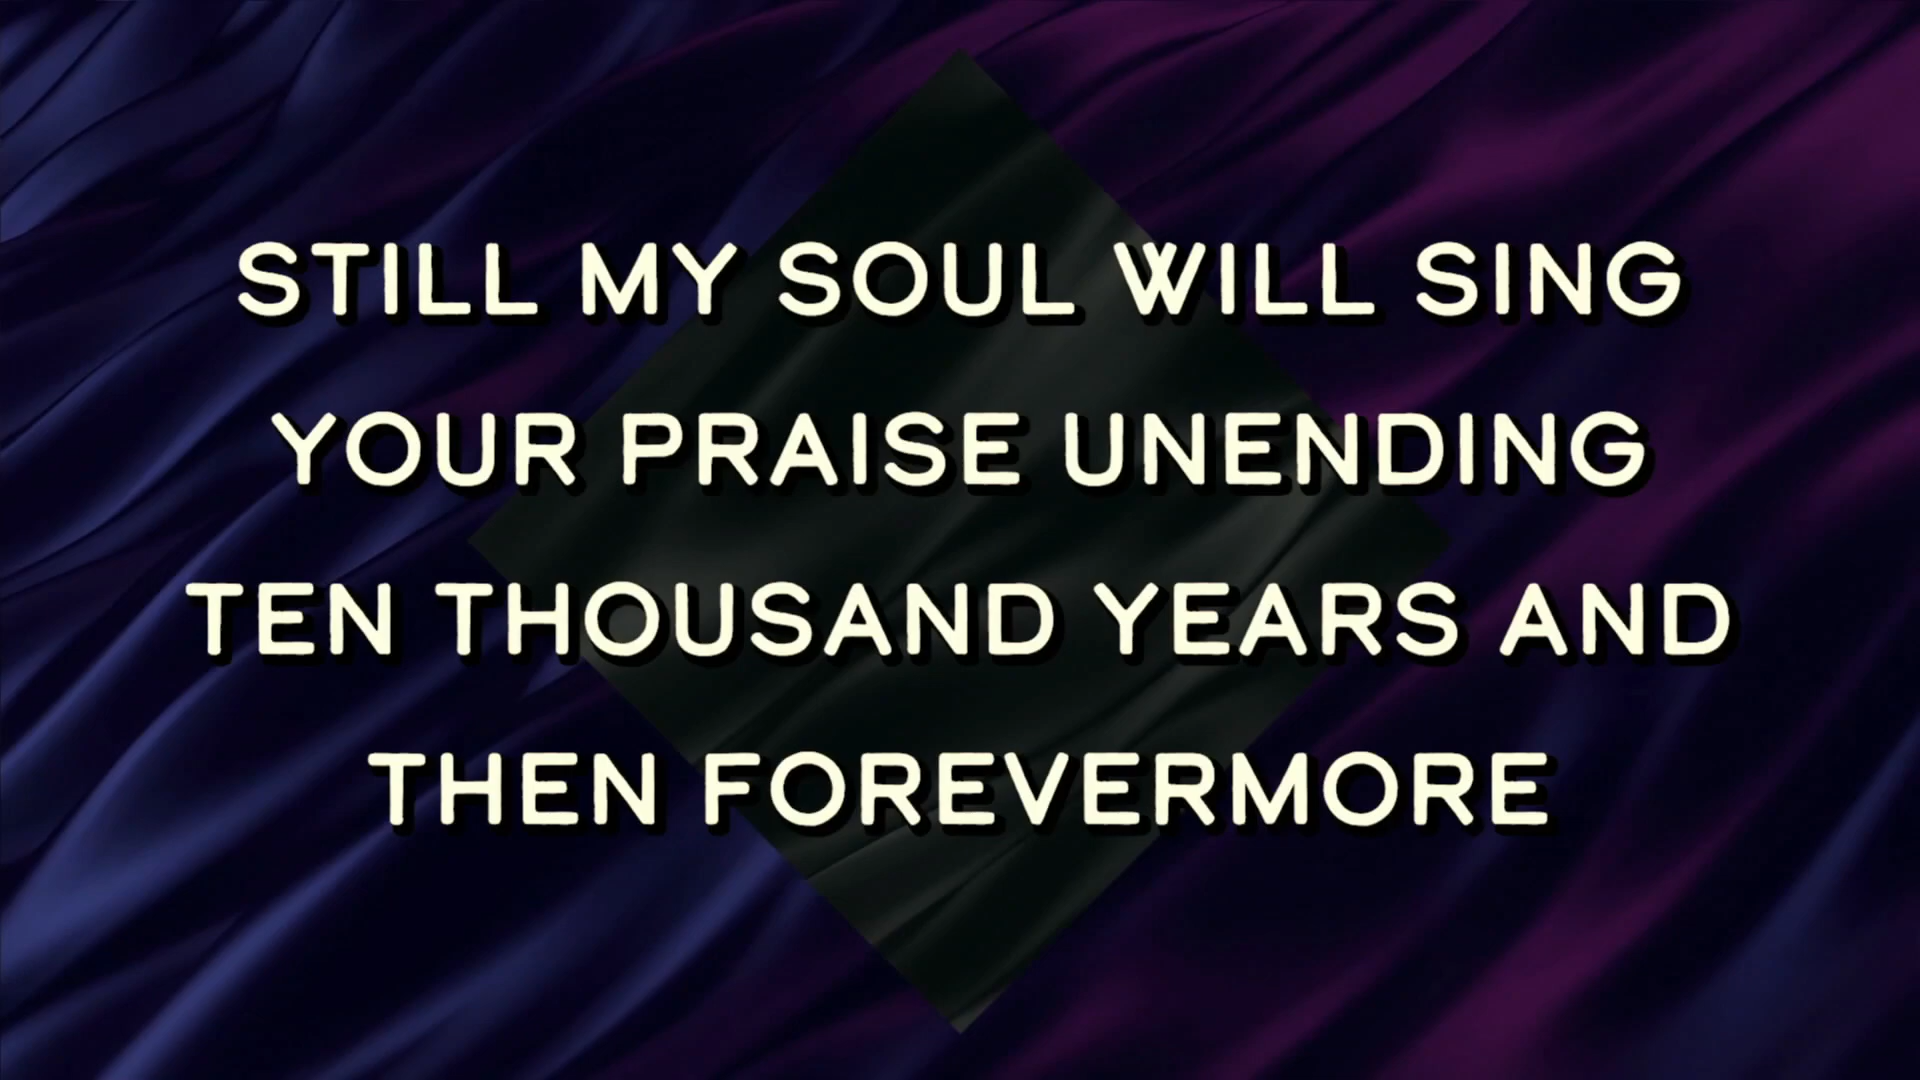 STILL MY SOUL WILL SING
YOUR PRAISE UNENDING
TEN THOUSAND YEARS AND
THEN FOREVERMORE